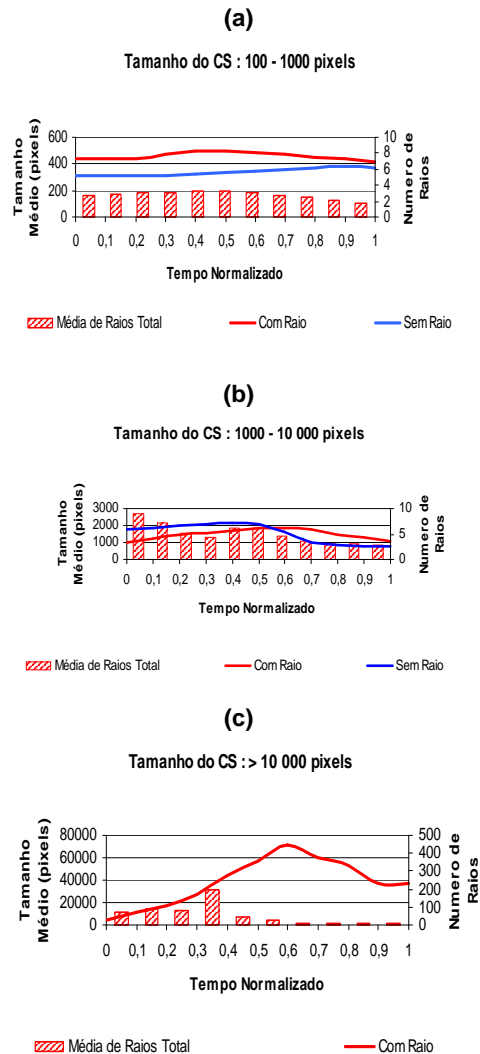 (a)
Tamanho do CS : 100 - 1000 pixels
Tamanho Médio (pixels)
600
400
200
0
10
8
6
4
2
0
Numero de Raios
0 0,1 0,2 0,3 0,4 0,5 0,6 0,7 0,8 0,9 1
Tempo Normalizado
Média de Raios Total Com Raio Sem Raio
(b)
Tamanho do CS : 1000 - 10 000 pixels
Tamanho Médio (pixels)
3000
2000
1000
0
10
5
0
Numero de Raios
0 0,1 0,2 0,3 0,4 0,5 0,6 0,7 0,8 0,9 1
Tempo Normalizado
Média de Raios Total Com Raio Sem Raio
(c)
Tamanho do CS : > 10 000 pixels
Tamanho Médio (pixels)
80000
60000
40000
20000
0
500
400
300
200
100
0
Numero de Raios
0 0,1 0,2 0,3 0,4 0,5 0,6 0,7 0,8 0,9 1
Tempo Normalizado
Média de Raios Total Com Raio